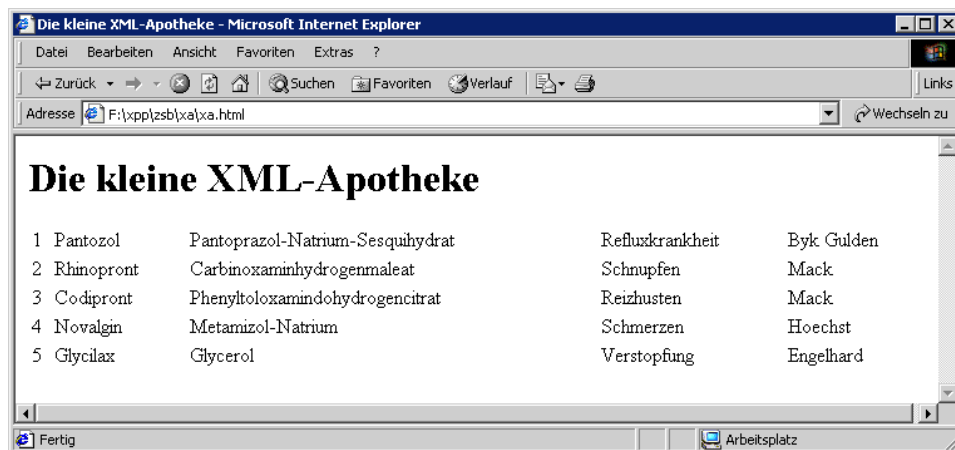 Die kleine XML-Apotheke - Microsoft Internet Explorer
Datei Bearbeiten Ansicht Favoriten Extras ?
Zurück Suchen Favoriten Verlauf Links
Adresse F:\xpp\zsb\xa\xa.html Wechseln zu
Die kleine XML-Apotheke
1 Pantozol Pantoprazol-Natrium-Sesquihydrat Refluxkrankheit Byk Gulden
2 Rhinopront Carbinoxaminhydrogenmaleat Schnupfen Mack
3 Codipront Phenyltoloxamindohydrogencitrat Reizhusten Mack
4 Novalgin Metamizol-Natrium Schmerzen Hoechst
5 Glycilax Glycerol Verstopfung Engelhard
Fertig Arbeitsplatz